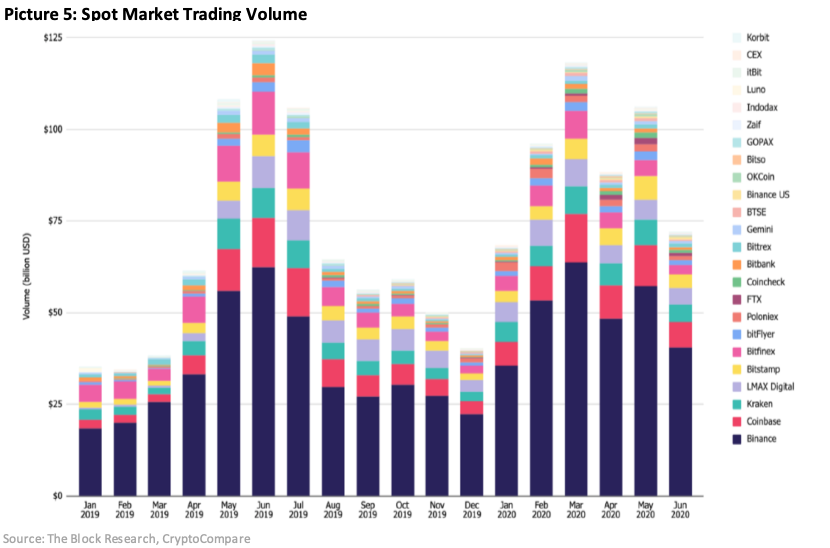 Picture 5: Spot Market Trading Volume
$125
$100
$75
$50
$25
$0
Volume (billion USD)
Jan 2019
Feb 2019
Mar 2019
Apr 2019
May 2019
Jun 2019
Jul 2019
Aug 2019
Sep 2019
Oct 2019
Nov 2019
Dec 2019
Jan 2020
Feb 2020
Mar 2020
Apr 2020
May 2020
Jun 2020
Korbit
CEX
itBit
Luno
Indodax
Zaif
GOPAX
Bitso
OKCoin
Binance US
BTSE
Gemini
Bittrex
Bitbank
Coincheck
FTX
Poloniex
bitFlyer
Bitfinex
Bitstamp
LMAX Digital
Kraken
Coinbase
Binance
Source: The Block Research, CryptoCompare